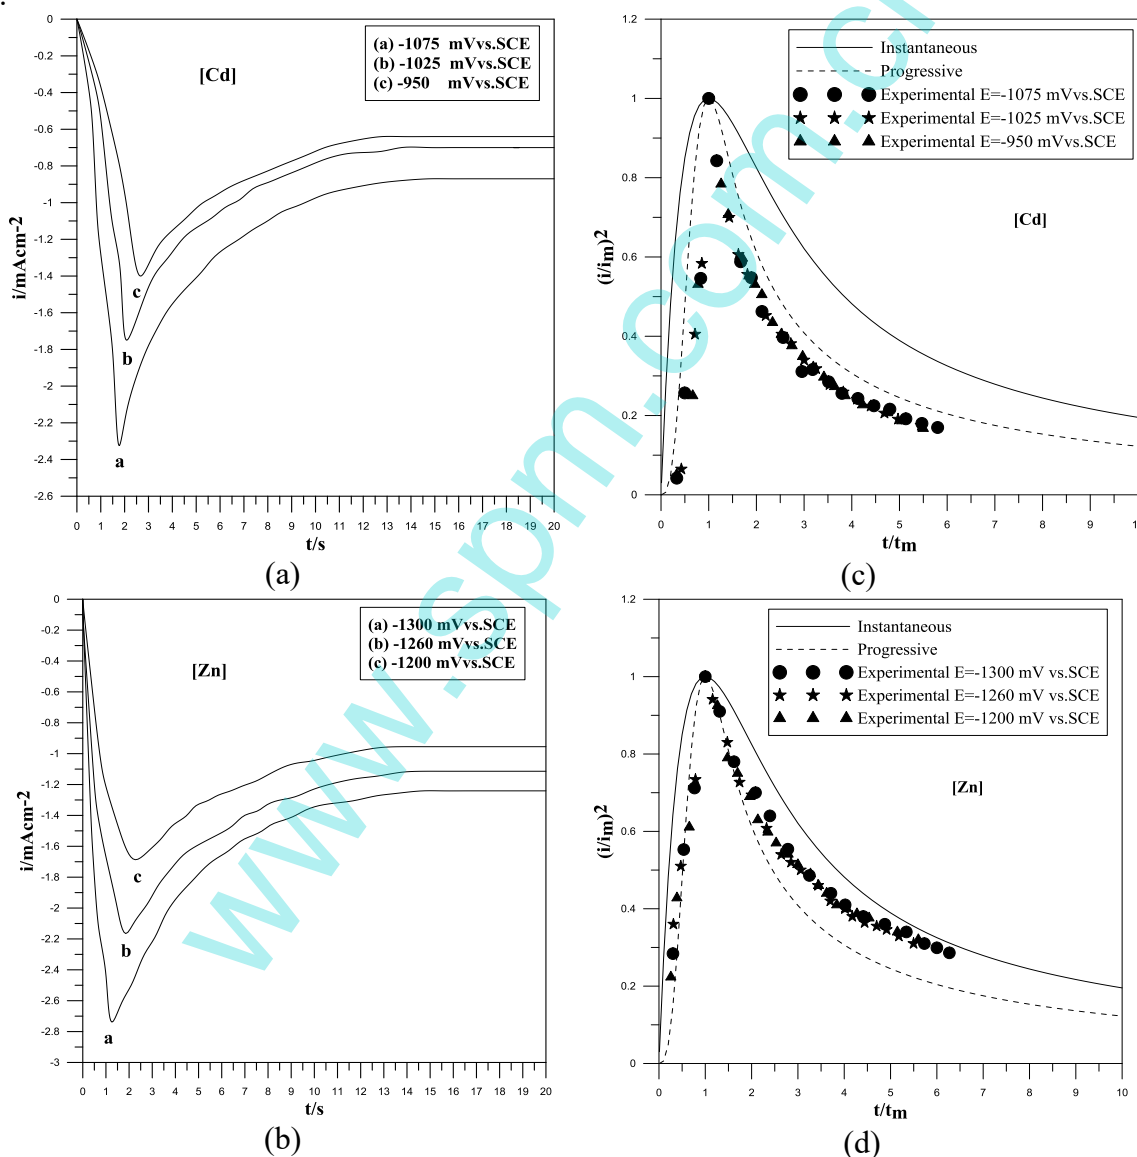 .
0
-0.2
-0.4
-0.6
-0.8
-1
-1.2
-1.4
-1.6
-1.8
-2
-2.2
-2.4
-2.6
i/mAcm-2
[Cd]
(a) -1075 mVvs.SCE
(b) -1025 mVvs.SCE
(c) -950 mVvs.SCE
c
b
a
0 1 2 3 4 5 6 7 8 9 10 11 12 13 14 15 16 17 18 19 20
t/s
(a)
1.2
1
0.8
0.6
0.4
0.2
0
(i/im)2
Instantaneous
Progressive
Experimental E=-1075 mVvs.SCE
Experimental E=-1025 mVvs.SCE
Experimental E=-950 mVvs.SCE
[Cd]
0 1 2 3 4 5 6 7 8 9
t/tm
(c)
0
-0.2
-0.4
-0.6
-0.8
-1
-1.2
-1.4
-1.6
-1.8
-2
-2.2
-2.4
-2.6
-2.8
-3
i/mAcm-2
[Zn]
(a) -1300 mVvs.SCE
(b) -1260 mVvs.SCE
(c) -1200 mVvs.SCE
c
b
a
0 1 2 3 4 5 6 7 8 9 10 11 12 13 14 15 16 17 18 19 20
t/s
(b)
1.2
1
0.8
0.6
0.4
0.2
0
(i/im)2
Instantaneous
Progressive
Experimental E=-1300 mV vs.SCE
Experimental E=-1260 mV vs.SCE
Experimental E=-1200 mV vs.SCE
[Zn]
0 1 2 3 4 5 6 7 8 9 10
t/tm
(d)
www.spm.com.c